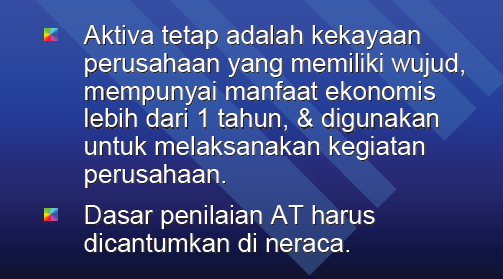 Aktiva tetap adalah kekayaan
perusahaan yang memiliki wujud,
mempunyai manfaat ekonomis
lebih dari 1 tahun, & digunakan
untuk melaksanakan kegiatan
perusahaan.
Dasar penilaian AT harus
dicantumkan di neraca.